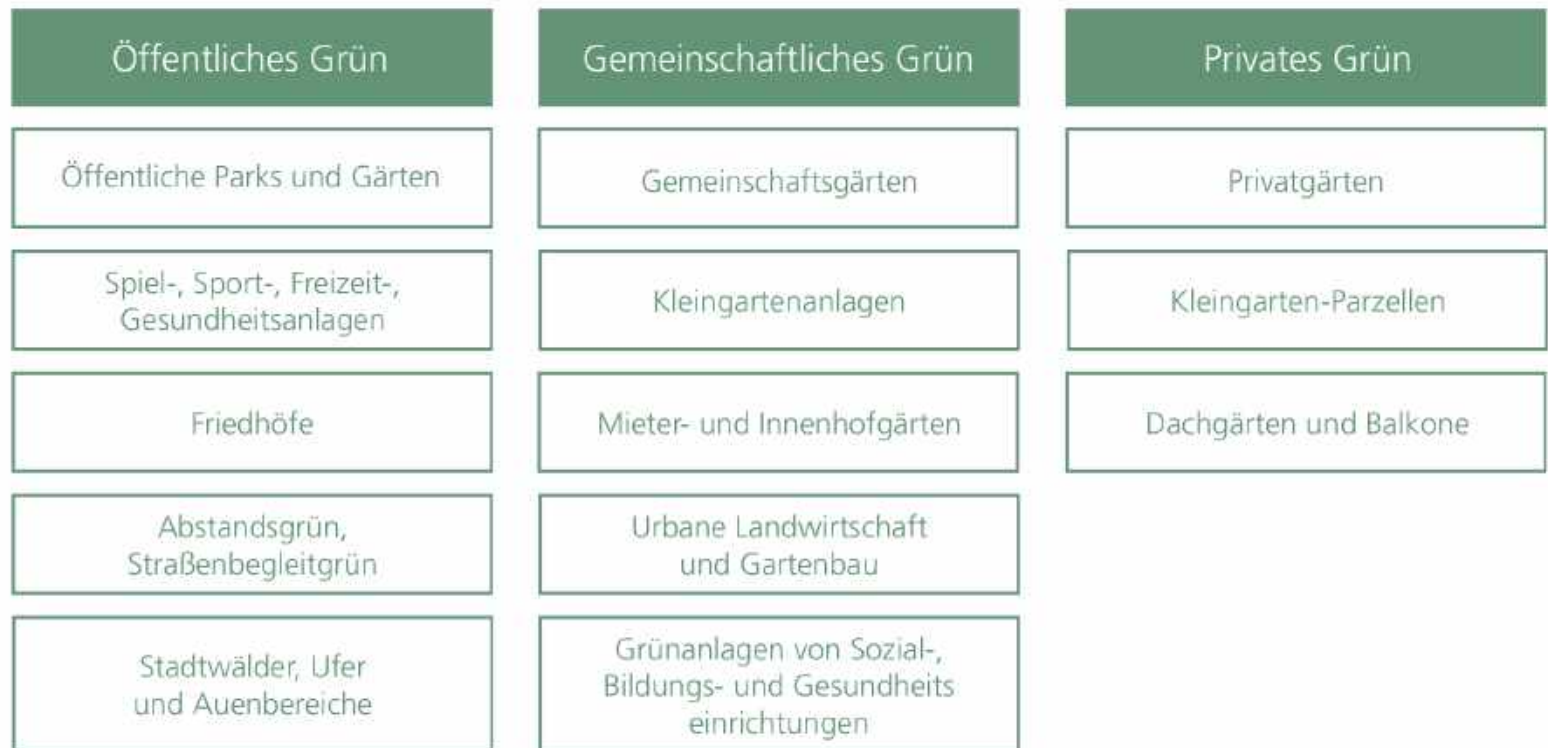 Öffentliches Grün
Öffentliche Parks und Gärten
Spiel-, Sport-, Freizeit-,
Gesundheitsanlagen
Friedhöfe
Abstandsgrün,
Straßenbegleitgrün
Stadtwälder, Ufer
und Auenbereiche
Gemeinschaftliches Grün
Gemeinschaftsgärten
Kleingartenanlagen
Mieter- und Innenhofgärten
Urbane Landwirtschaft
und Gartenbau
Grünanlagen von Sozial-,
Bildungs- und Gesundheits
einrichtungen
Privates Grün
Privatgärten
Kleingarten-Parzellen
Dachgärten und Balkone